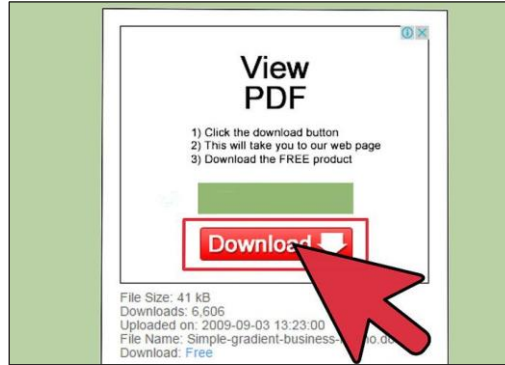 View
PDF
1) Click the download button
2) This will take you to our web page
3) Download the FREE product
Download
File Size: 41 kB
Downloads: 6,606
Uploaded on: 2009-09-03 13:23:00
File Name: Simple-gradient-business-
Download: Free